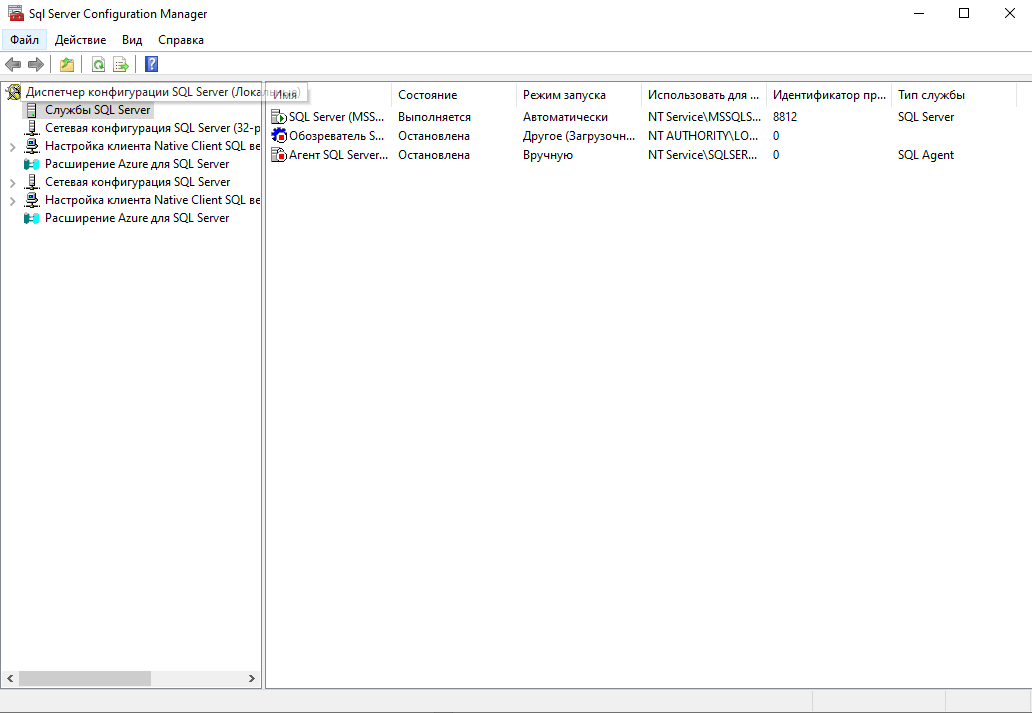 Sql Server Configuration Manager
Файл Действие Вид Справка
Диспетчер конфигурации SQL Server (Локальный)
Службы SQL Server
Сетевая конфигурация SQL Server (32-р
Настройка клиента Native Client SQL ве
Расширение Azure для SQL Server
Сетевая конфигурация SQL Server
Настройка клиента Native Client SQL ве
Расширение Azure для SQL Server
Имя Состояние Режим запуска Использовать для ... Идентификатор пр... Тип службы
SQL Server (MSS... Выполняется Автоматически NT Service\MSSQLS... 8812 SQL Server
Обозреватель S... Остановлена Другое (Загрузочн... NT AUTHORITY\LO... 0
Агент SQL Server... Остановлена Вручную NT Service\SQLSER... 0 SQL Agent